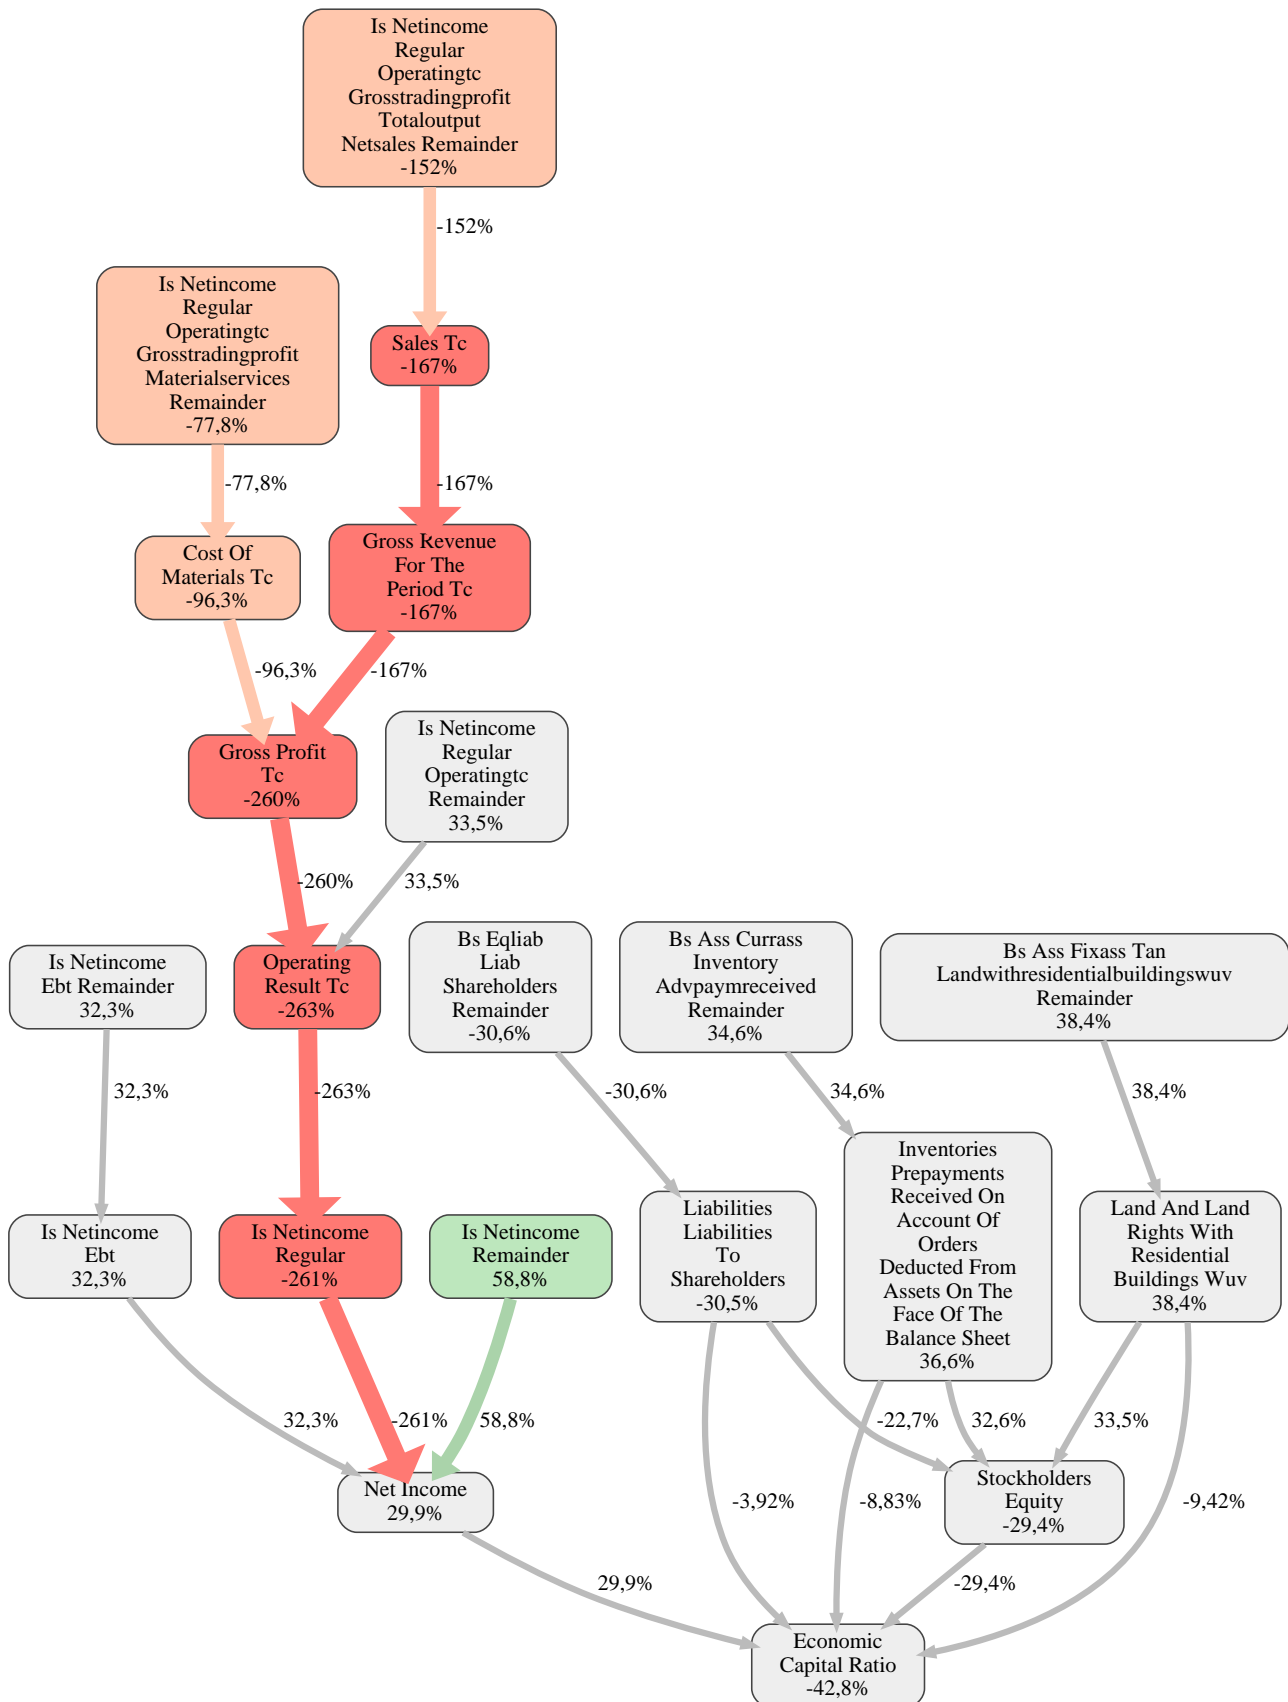 Is Netincome
Regular
Operatingtc
Grosstradingprofit
Totaloutput
Netsales Remainder
-152%
-152%
Is Netincome
Regular
Operatingtc
Grosstradingprofit
Materialservices
Remainder
-77,8%
Sales Tc
-167%
-77,8%
-167%
Cost Of
Materials Tc
-96,3%
Gross Revenue
For The
Period Tc
-167%
-96,3%
-167%
Gross Profit
Tc
-260%
Is Netincome
Regular
Operatingtc
Remainder
33,5%
-260%
33,5%
Is Netincome
Ebt Remainder
32,3%
Operating
Result Tc
-263%
Bs Eqliab
Liab
Shareholders
Remainder
-30,6%
Bs Ass Currass
Inventory
Advpaymreceived
Remainder
34,6%
Bs Ass Fixass Tan
Landwithresidentialbuildingswuv
Remainder
38,4%
32,3%
-263%
-30,6%
34,6%
38,4%
Is Netincome
Ebt
32,3%
Is Netincome
Regular
-261%
Is Netincome
Remainder
58,8%
Liabilities
Liabilities
To
Shareholders
-30,5%
Inventories
Prepayments
Received On
Account Of
Orders
Deducted From
Assets On The
Face Of The
Balance Sheet
36,6%
Land And Land
Rights With
Residential
Buildings Wuv
38,4%
32,3%
-261%
58,8%
-22,7%
32,6%
33,5%
Net Income
29,9%
-3,92%
-8,83%
Stockholders
Equity
-29,4%
-9,42%
29,9%
-29,4%
Economic
Capital Ratio
-42,8%